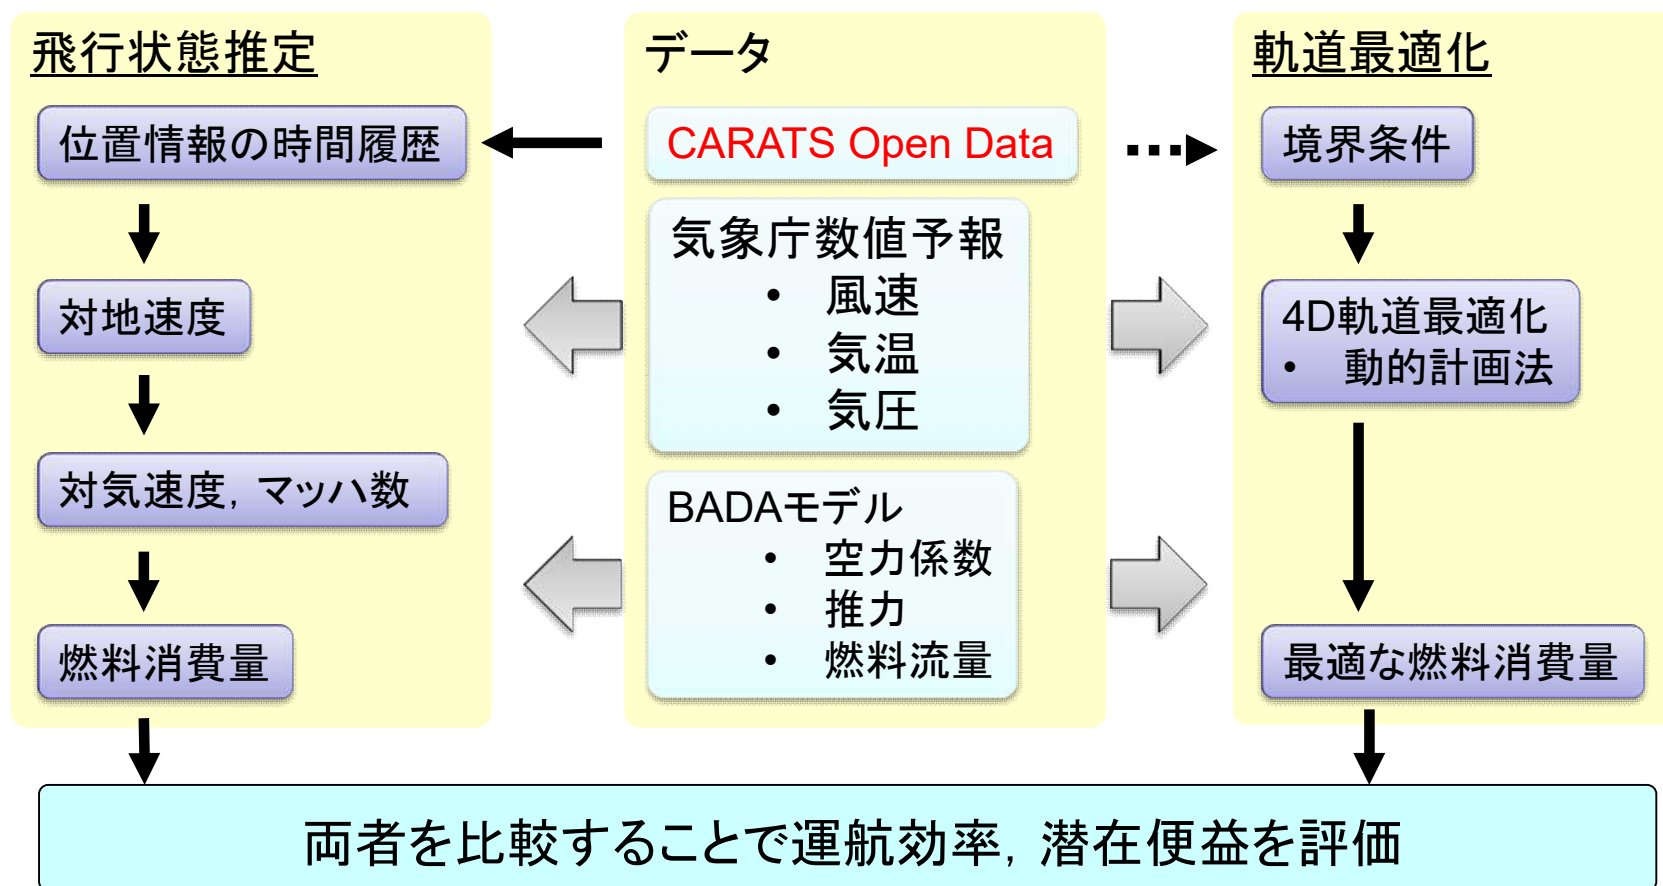 飛行状態推定
位置情報の時間履歴
対地速度
対気速度, マッハ数
燃料消費量
データ
CARATS Open Data
気象庁数値予報
• 風速
• 気温
• 気圧
BADAモデル
• 空力係数
• 推力
• 燃料流量
軌道最適化
境界条件
4D軌道最適化
• 動的計画法
最適な燃料消費量
両者を比較することで運航効率, 潜在便益を評価